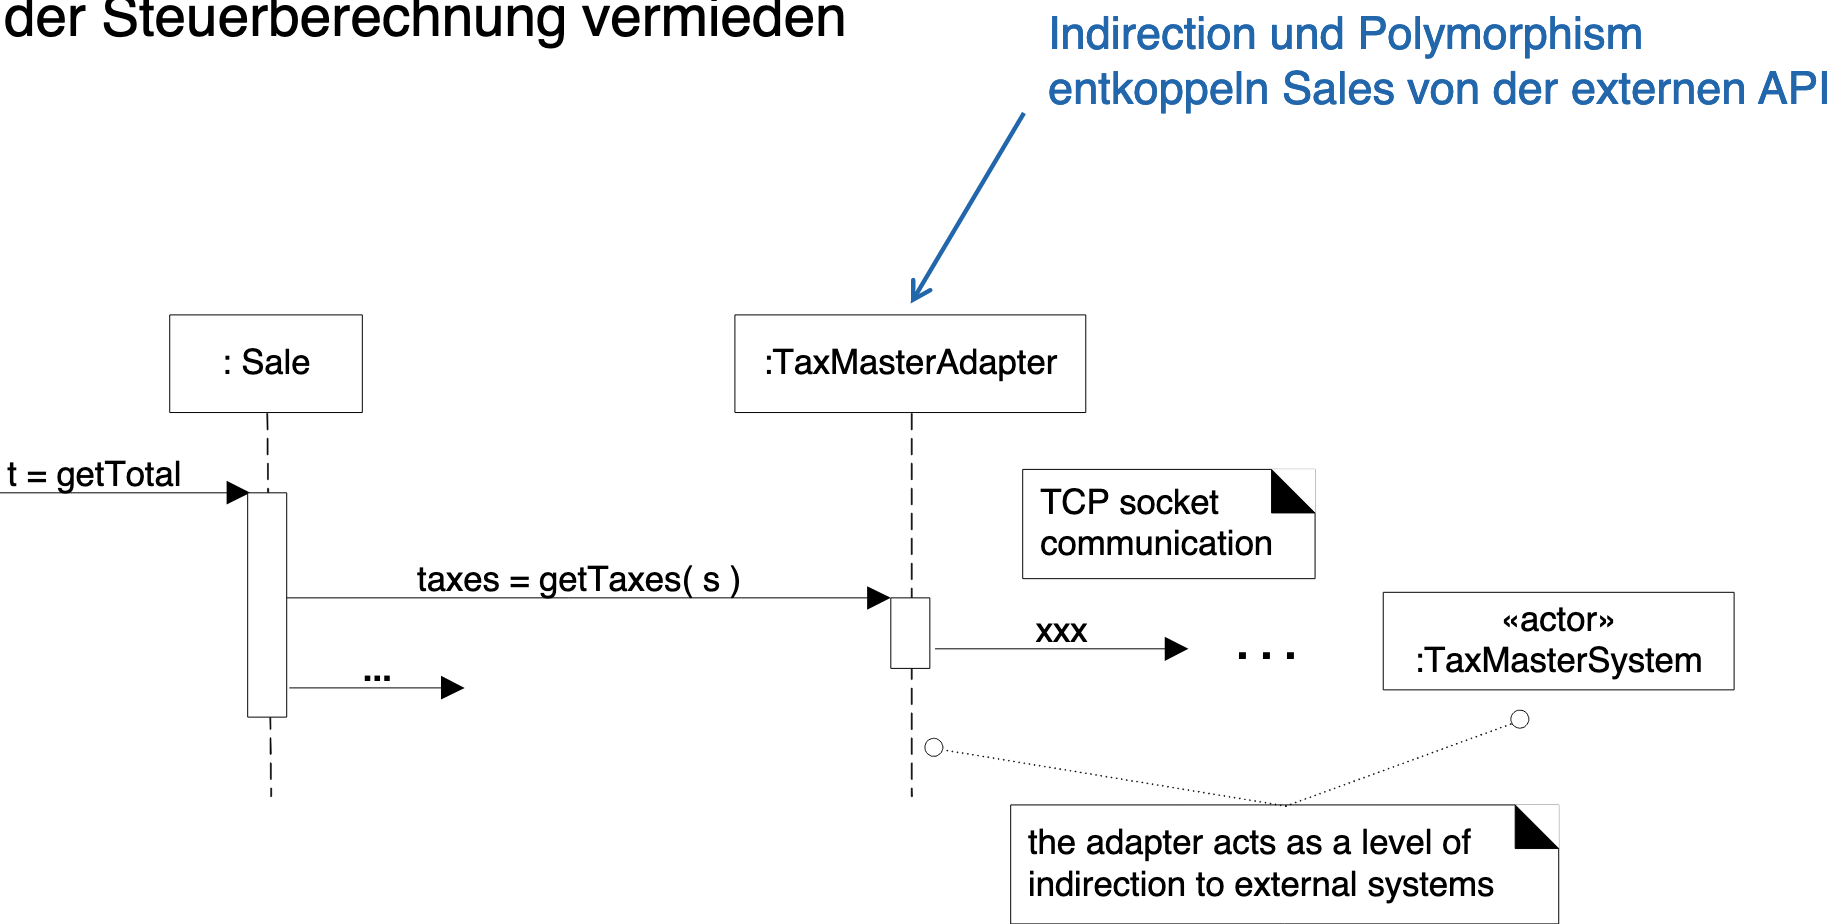 der Steuerberechnung vermieden
Indirection und Polymorphism
entkoppeln Sales von der externen API
: Sale
:TaxMasterAdapter
t = getTotal
TCP socket
communication
taxes = getTaxes( s )
xxx
...
«actor»
:TaxMasterSystem
...
the adapter acts as a level of
indirection to external systems